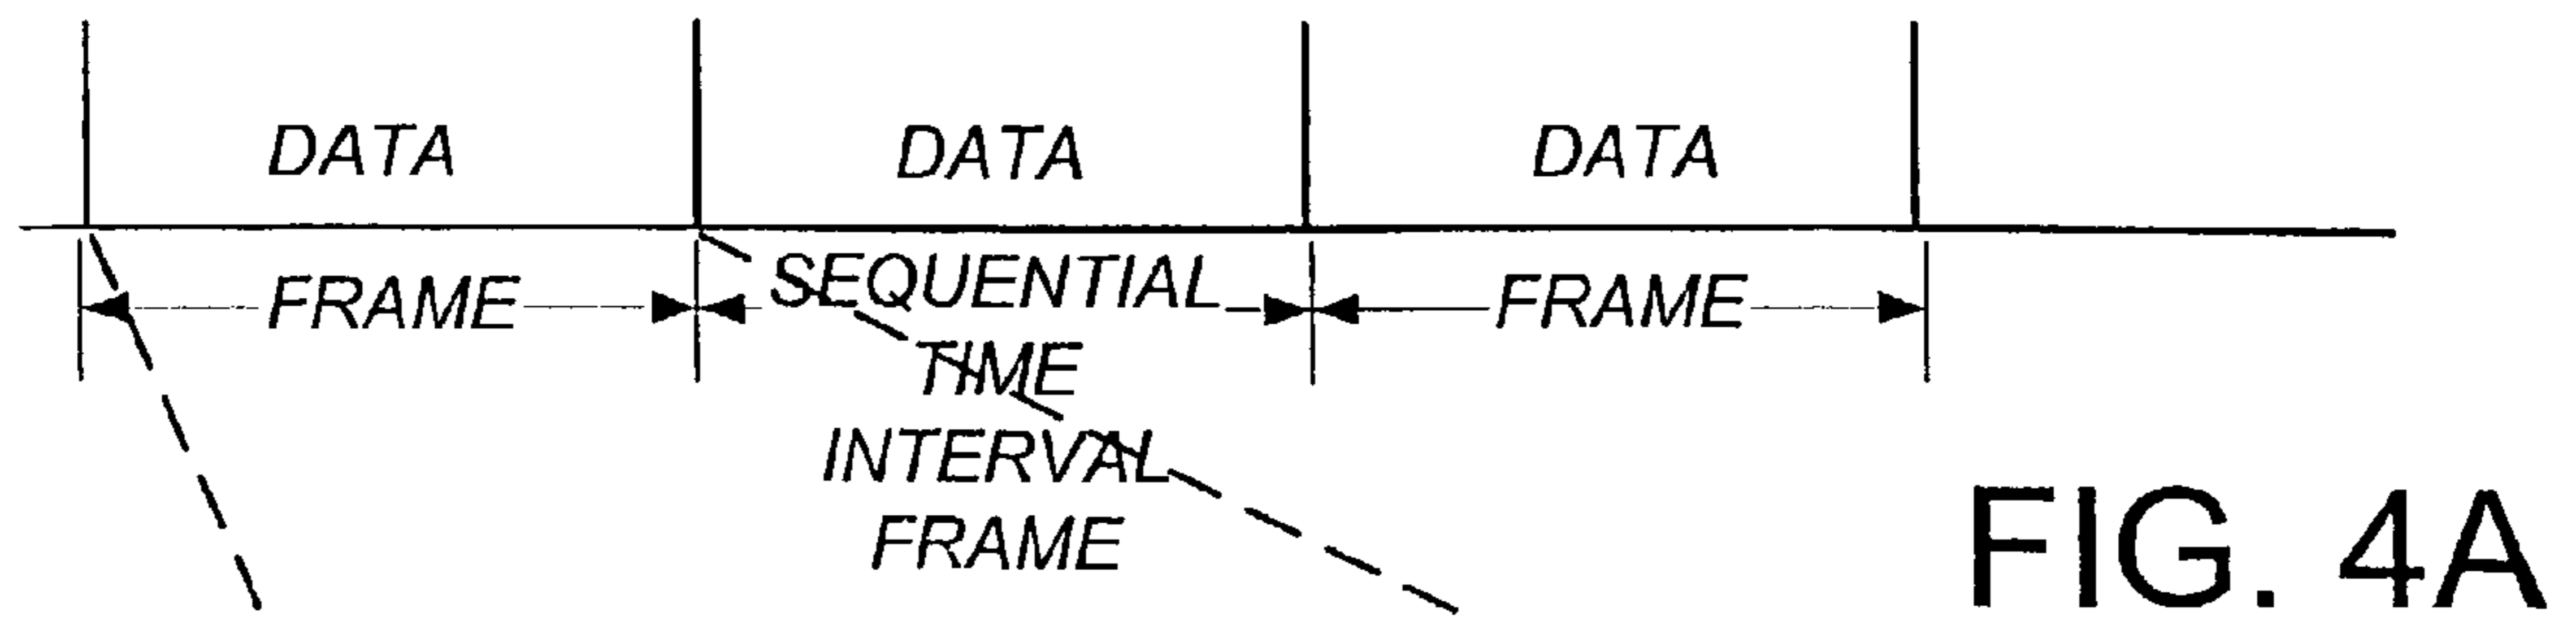 DATA DATA DATA
FRAME SEQUENTIAL FRAME
TIME
INTERVAL
FRAME
FIG. 4A